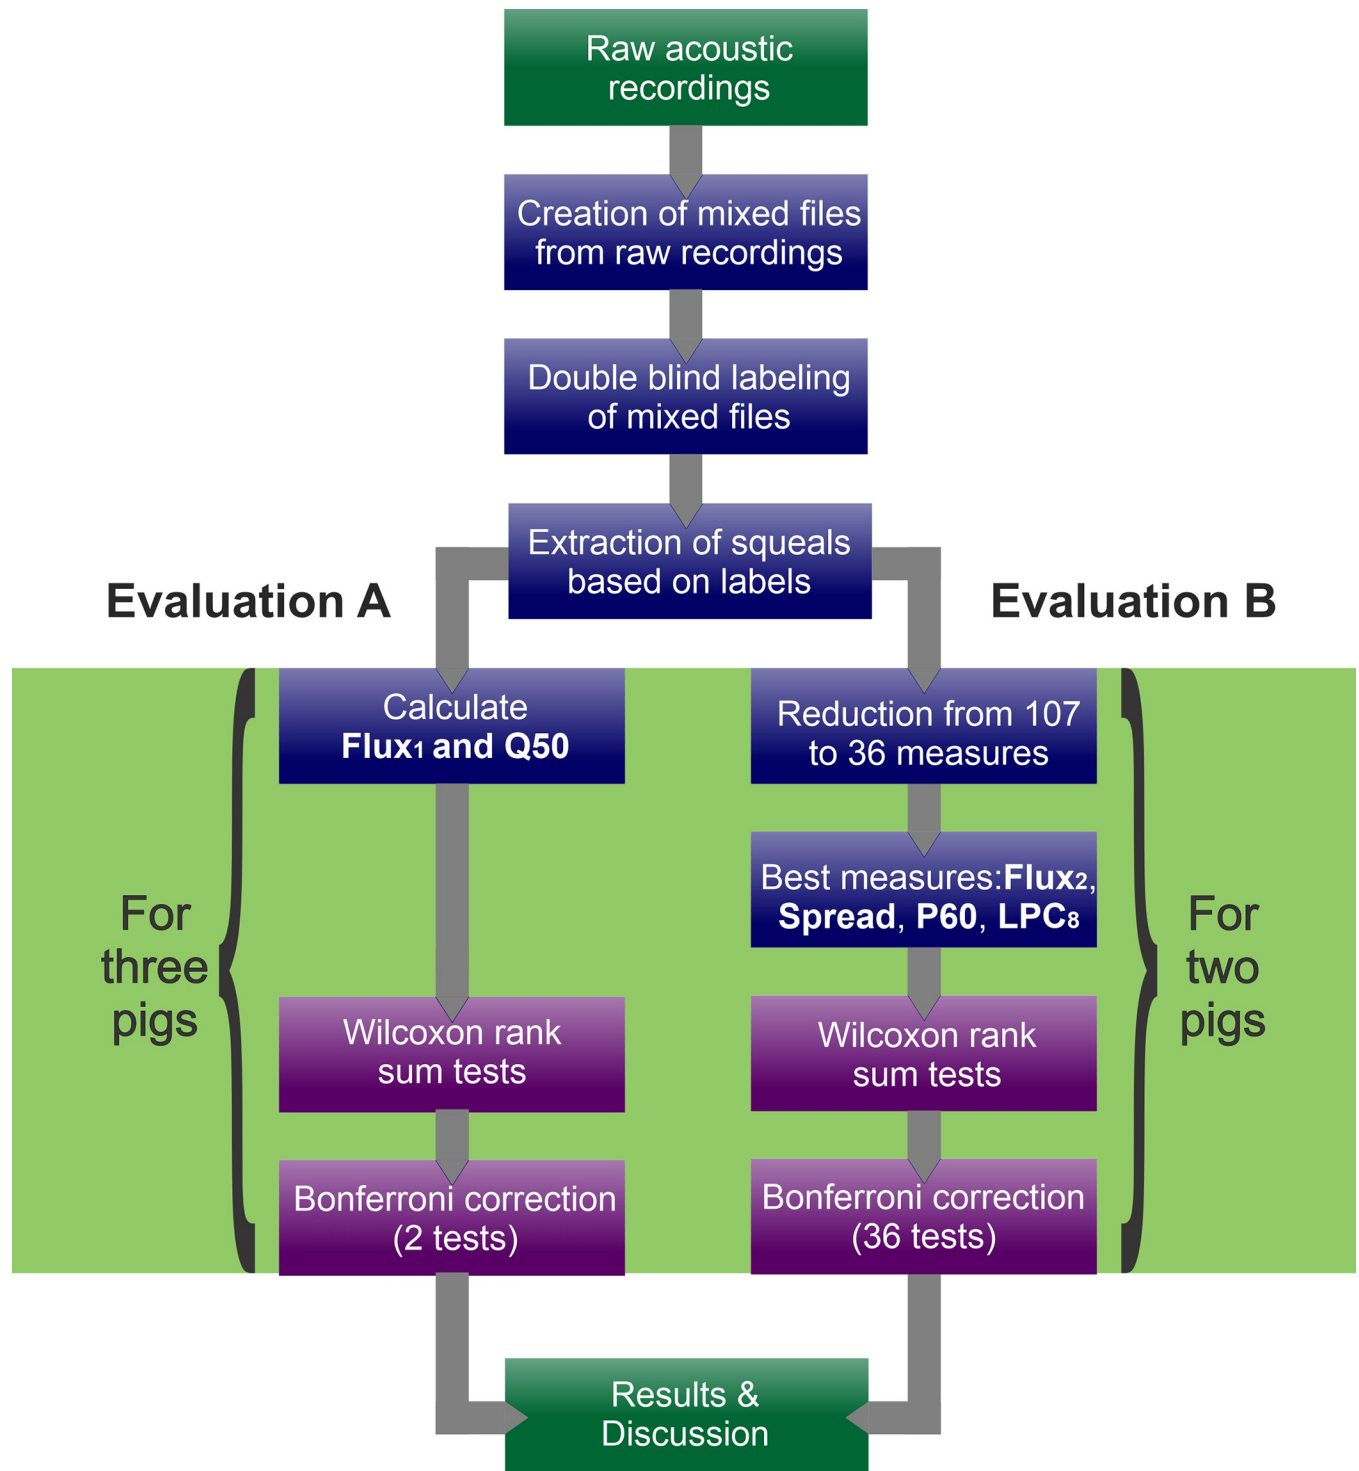 Raw acoustic
recordings
Creation of mixed files
from raw recordings
Double blind labeling
of mixed files
Extraction of squeals
based on labels
Evaluation A
Evaluation B
Calculate
Flux1 and Q50
Reduction from 107
to 36 measures
Best measures:Flux2,
Spread, P60, LPC8
For
three
pigs
For
two
pigs
Wilcoxon rank
sum tests
Wilcoxon rank
sum tests
Bonferroni correction
(2 tests)
Bonferroni correction
(36 tests)
Results &
Discussion